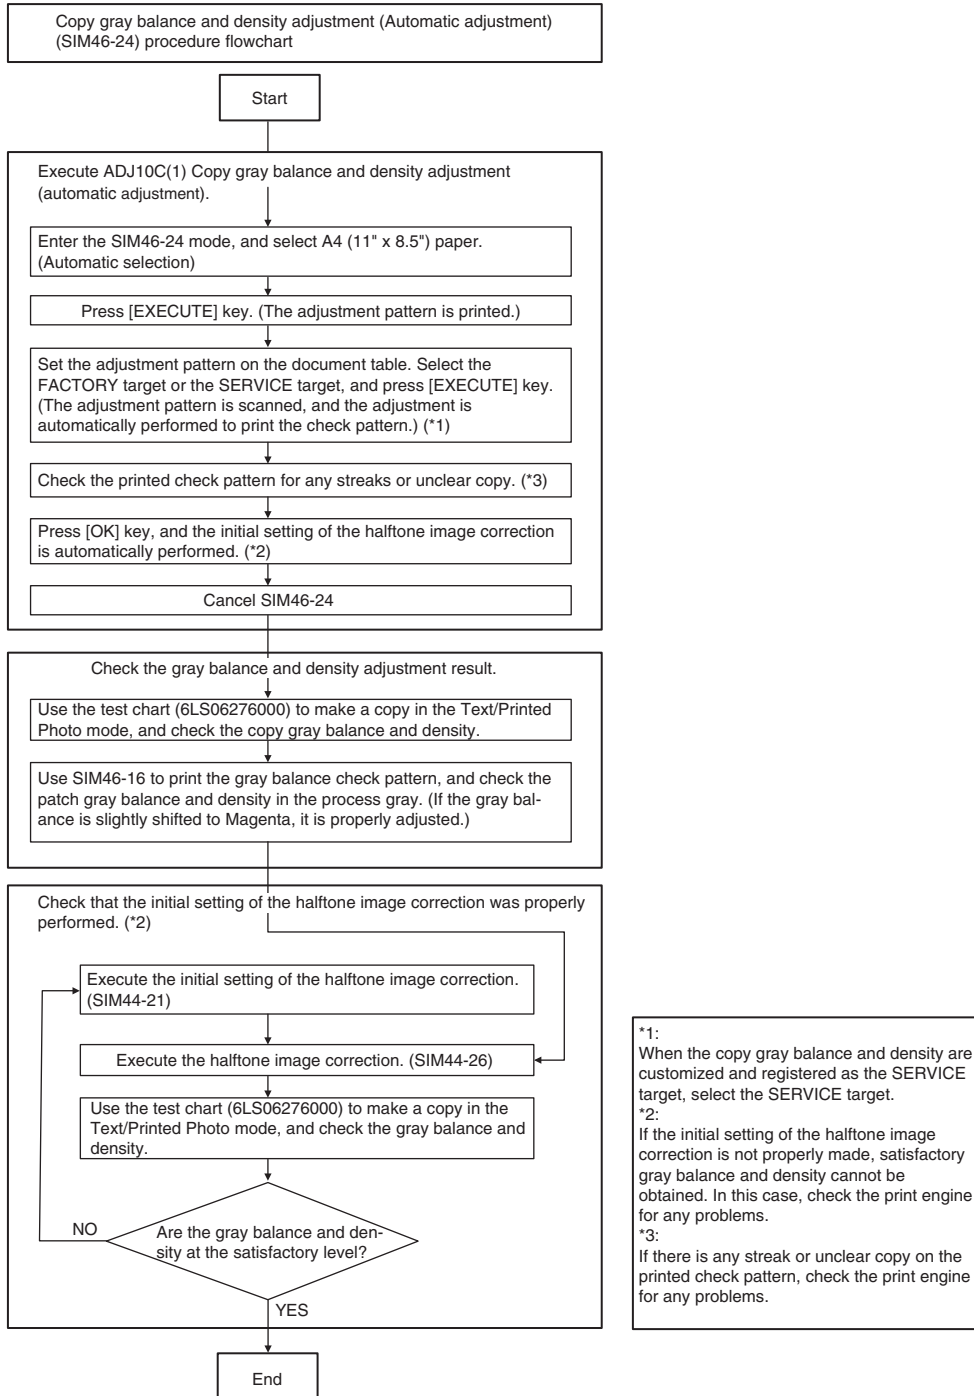 Copy gray balance and density adjustment (Automatic adjustment)
(SIM46-24) procedure flowchart
Start
Execute ADJ10C(1) Copy gray balance and density adjustment
(automatic adjustment).
Enter the SIM46-24 mode, and select A4 (11" x 8.5") paper.
(Automatic selection)
Press [EXECUTE] key. (The adjustment pattern is printed.)
Set the adjustment pattern on the document table. Select the
FACTORY target or the SERVICE target, and press [EXECUTE] key.
(The adjustment pattern is scanned, and the adjustment is
automatically performed to print the check pattern.) (*1)
Check the printed check pattern for any streaks or unclear copy. (*3)
Press [OK] key, and the initial setting of the halftone image correction
is automatically performed. (*2)
Cancel SIM46-24
Check the gray balance and density adjustment result.
Use the test chart (6LS06276000) to make a copy in the Text/Printed
Photo mode, and check the copy gray balance and density.
Use SIM46-16 to print the gray balance check pattern, and check the
patch gray balance and density in the process gray. (If the gray bal-
ance is slightly shifted to Magenta, it is properly adjusted.)
Check that the initial setting of the halftone image correction was properly
performed. (*2)
Execute the initial setting of the halftone image correction.
(SIM44-21)
Execute the halftone image correction. (SIM44-26)
Use the test chart (6LS06276000) to make a copy in the
Text/Printed Photo mode, and check the gray balance and
density.
NO
Are the gray balance and den-
sity at the satisfactory level?
YES
End
*1:
When the copy gray balance and density are
customized and registered as the SERVICE
target, select the SERVICE target.
*2:
If the initial setting of the halftone image
correction is not properly made, satisfactory
gray balance and density cannot be
obtained. In this case, check the print engine
for any problems.
*3:
If there is any streak or unclear copy on the
printed check pattern, check the print engine
for any problems.